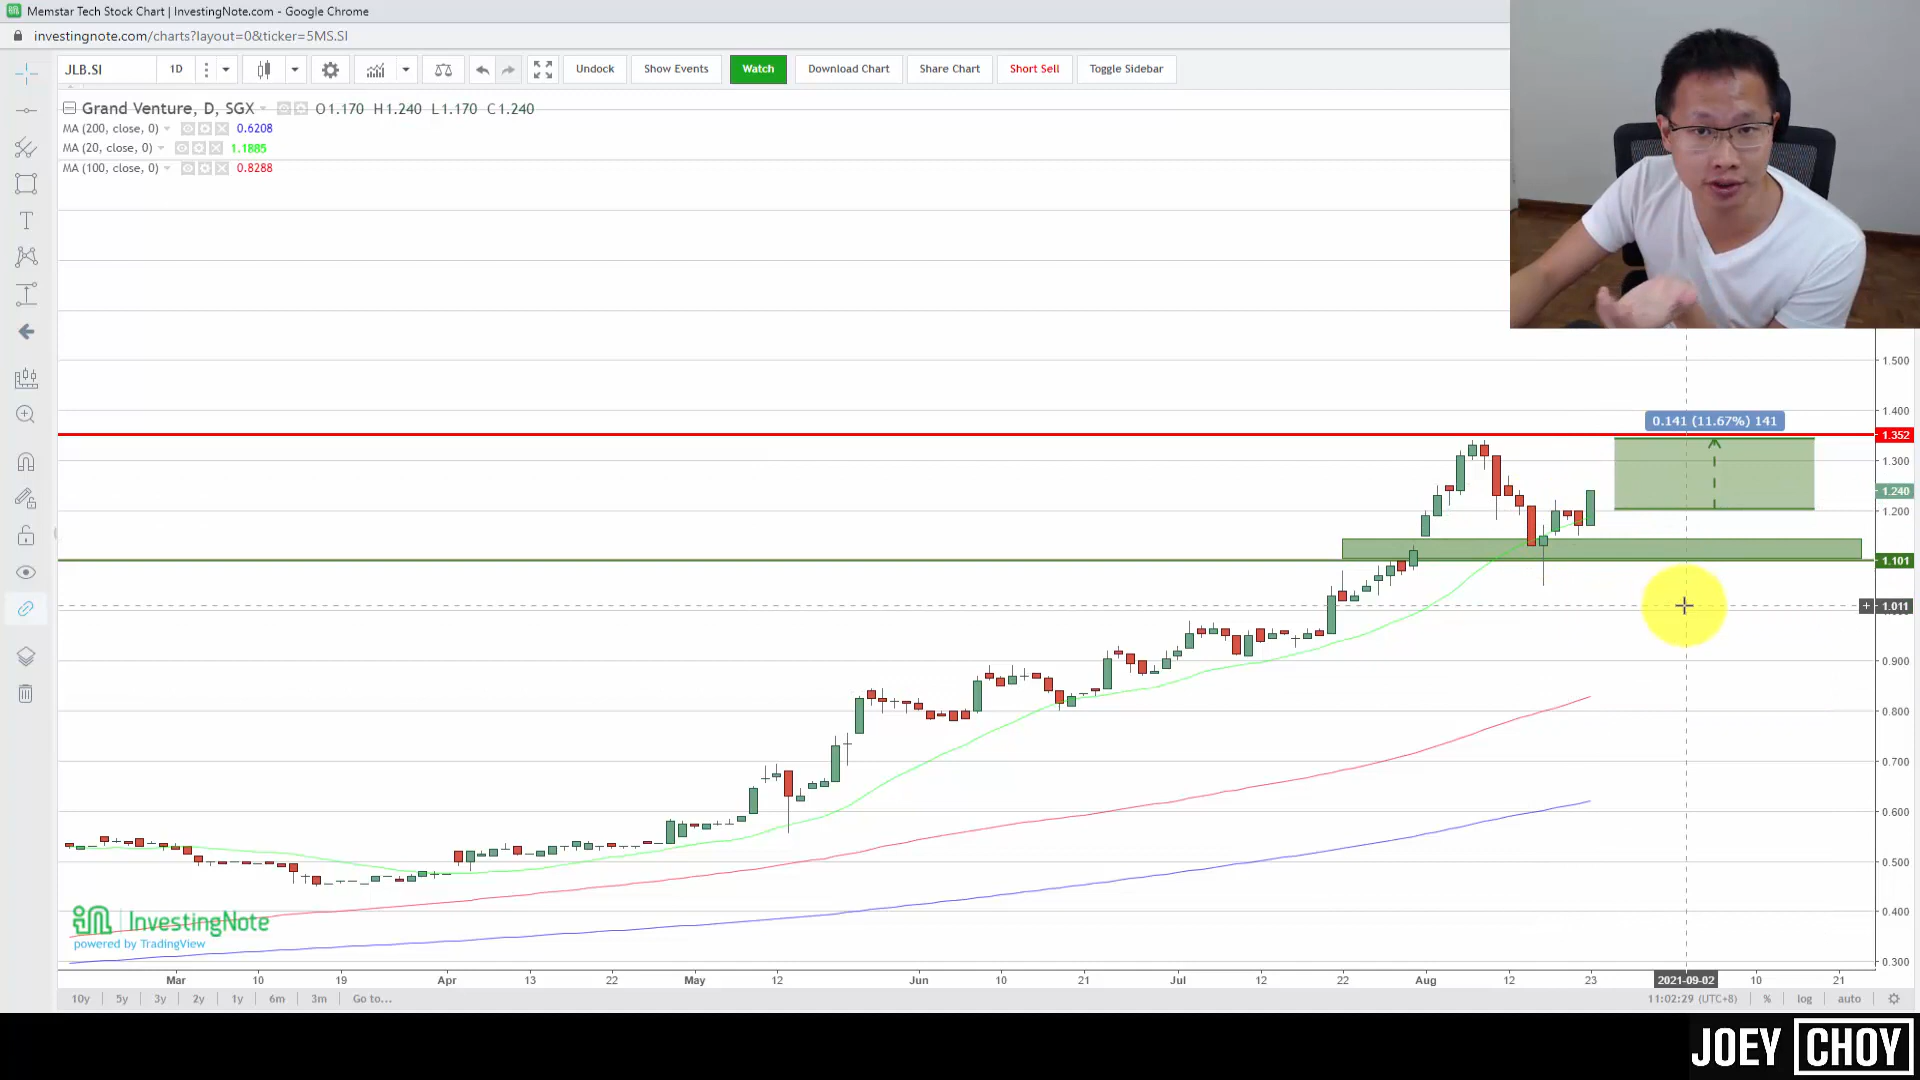 Memstar Tech Stock Chart | InvestingNote.com - Google Chrome
investingnote.com/charts?layout=0&ticker=5MS.SI
JLB.SI 1D Undock Show Events Watch Download Chart Share Chart Short Sell Toggle Sidebar
Grand Venture, D, SGX O1.170 H1.240 L1.170 C1.240
MA (200, close, 0) 0.6208
MA (20, close, 0) 1.1885
MA (100, close, 0) 0.8288
1.500
1.400
0.141 (11.67%) 141
1.352
1.300
1.240
1.200
1.101
1.011
0.900
0.800
0.700
0.600
0.500
0.400
0.300
InvestingNote
powered by TradingView
Mar 10 19 Apr 13 22 May 12 Jun 10 21 Jul 12 22 Aug 12 23 2021-09-02 10 21
10y 5y 3y 2y 1y 6m 3m Go to... 11:02:29 (UTC+8) % log auto
JOEY CHOY